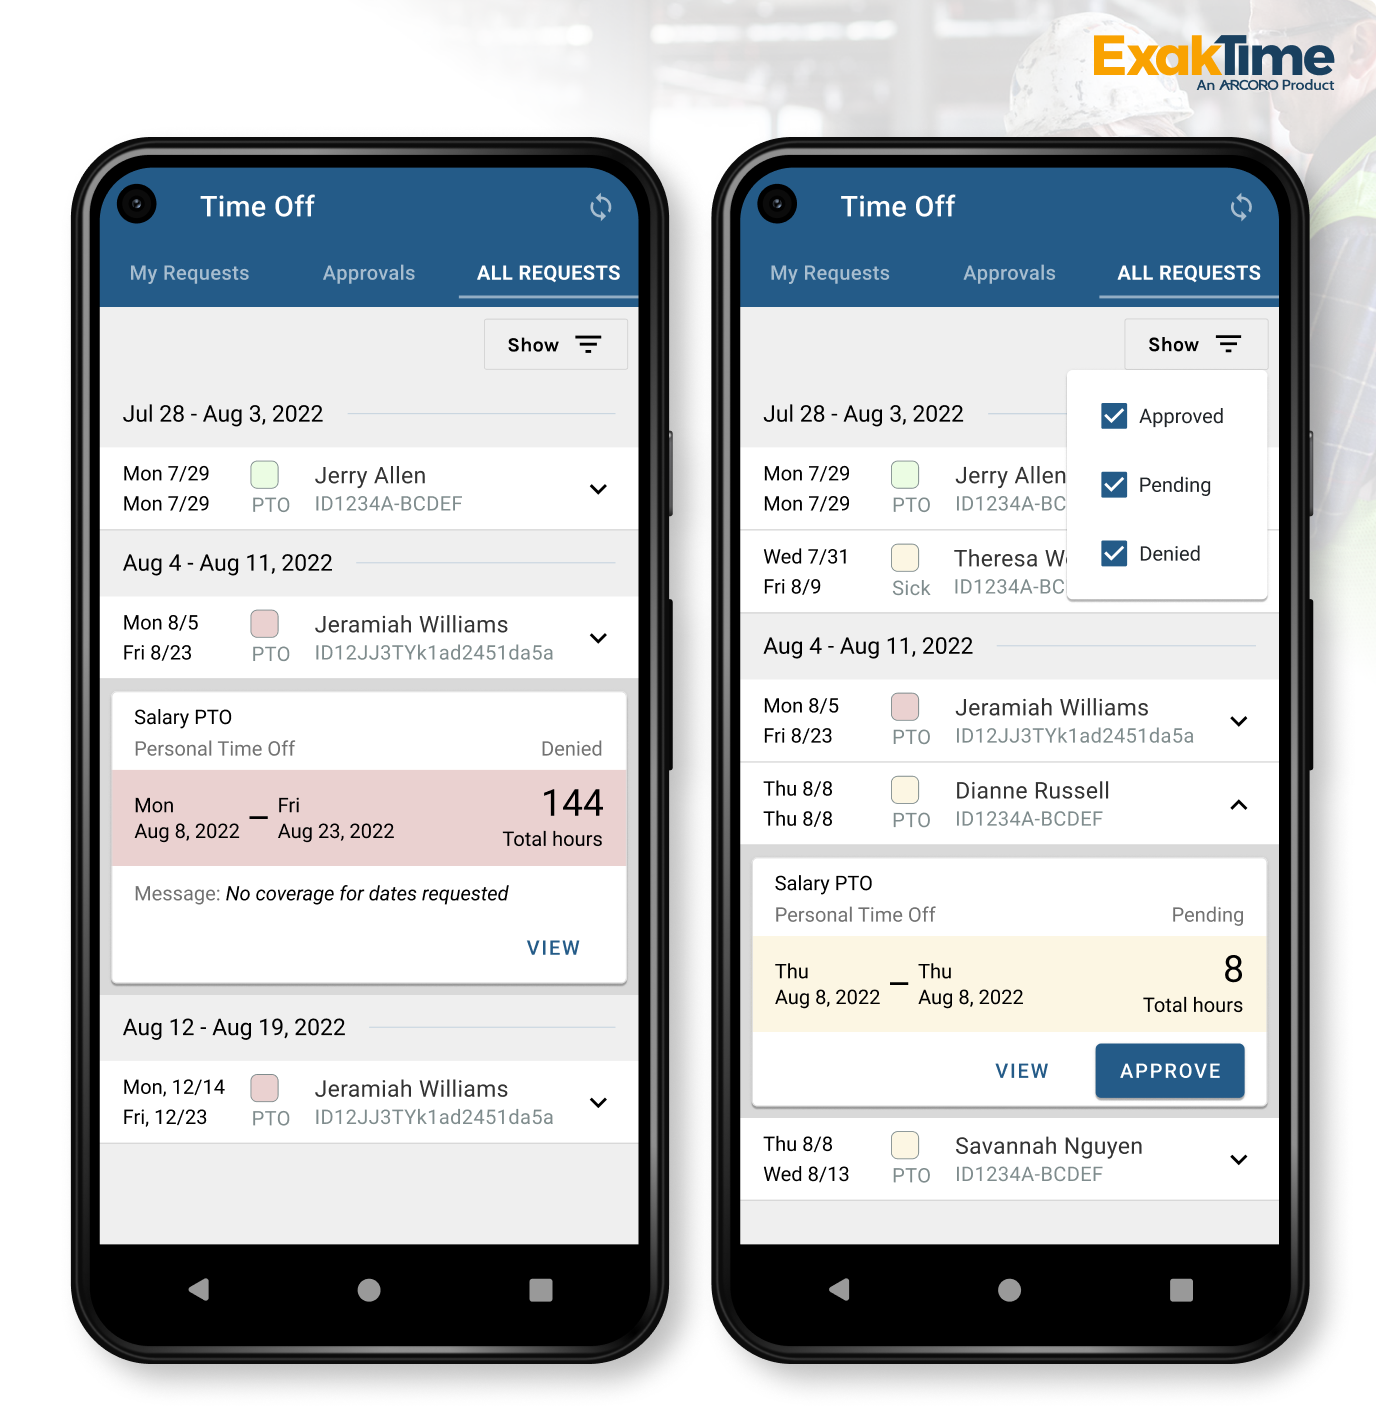 ExakTime
An ARCORO Product
Time Off
My Requests Approvals ALL REQUESTS
Show
Jul 28 - Aug 3, 2022
Mon 7/29
Mon 7/29
PTO
Jerry Allen
ID1234A-BCDEF
Aug 4 - Aug 11, 2022
Mon 8/5
Fri 8/23
PTO
Jeramiah Williams
ID12JJ3TYk1ad2451da5a
Salary PTO
Personal Time Off Denied
Mon
Aug 8, 2022
–
Fri
Aug 23, 2022
144
Total hours
Message: No coverage for dates requested
VIEW
Aug 12 - Aug 19, 2022
Mon, 12/14
Fri, 12/23
PTO
Jeramiah Williams
ID12JJ3TYk1ad2451da5a
Time Off
My Requests Approvals ALL REQUESTS
Show
Approved
Pending
Denied
Jul 28 - Aug 3, 2022
Mon 7/29
Mon 7/29
PTO
Jerry Allen
ID1234A-BC
Wed 7/31
Fri 8/9
Sick
Theresa W
ID1234A-BC
Aug 4 - Aug 11, 2022
Mon 8/5
Fri 8/23
PTO
Jeramiah Williams
ID12JJ3TYk1ad2451da5a
Thu 8/8
Thu 8/8
PTO
Dianne Russell
ID1234A-BCDEF
Salary PTO
Personal Time Off Pending
Thu
Aug 8, 2022
–
Thu
Aug 8, 2022
8
Total hours
VIEW APPROVE
Thu 8/8
Wed 8/13
PTO
Savannah Nguyen
ID1234A-BCDEF